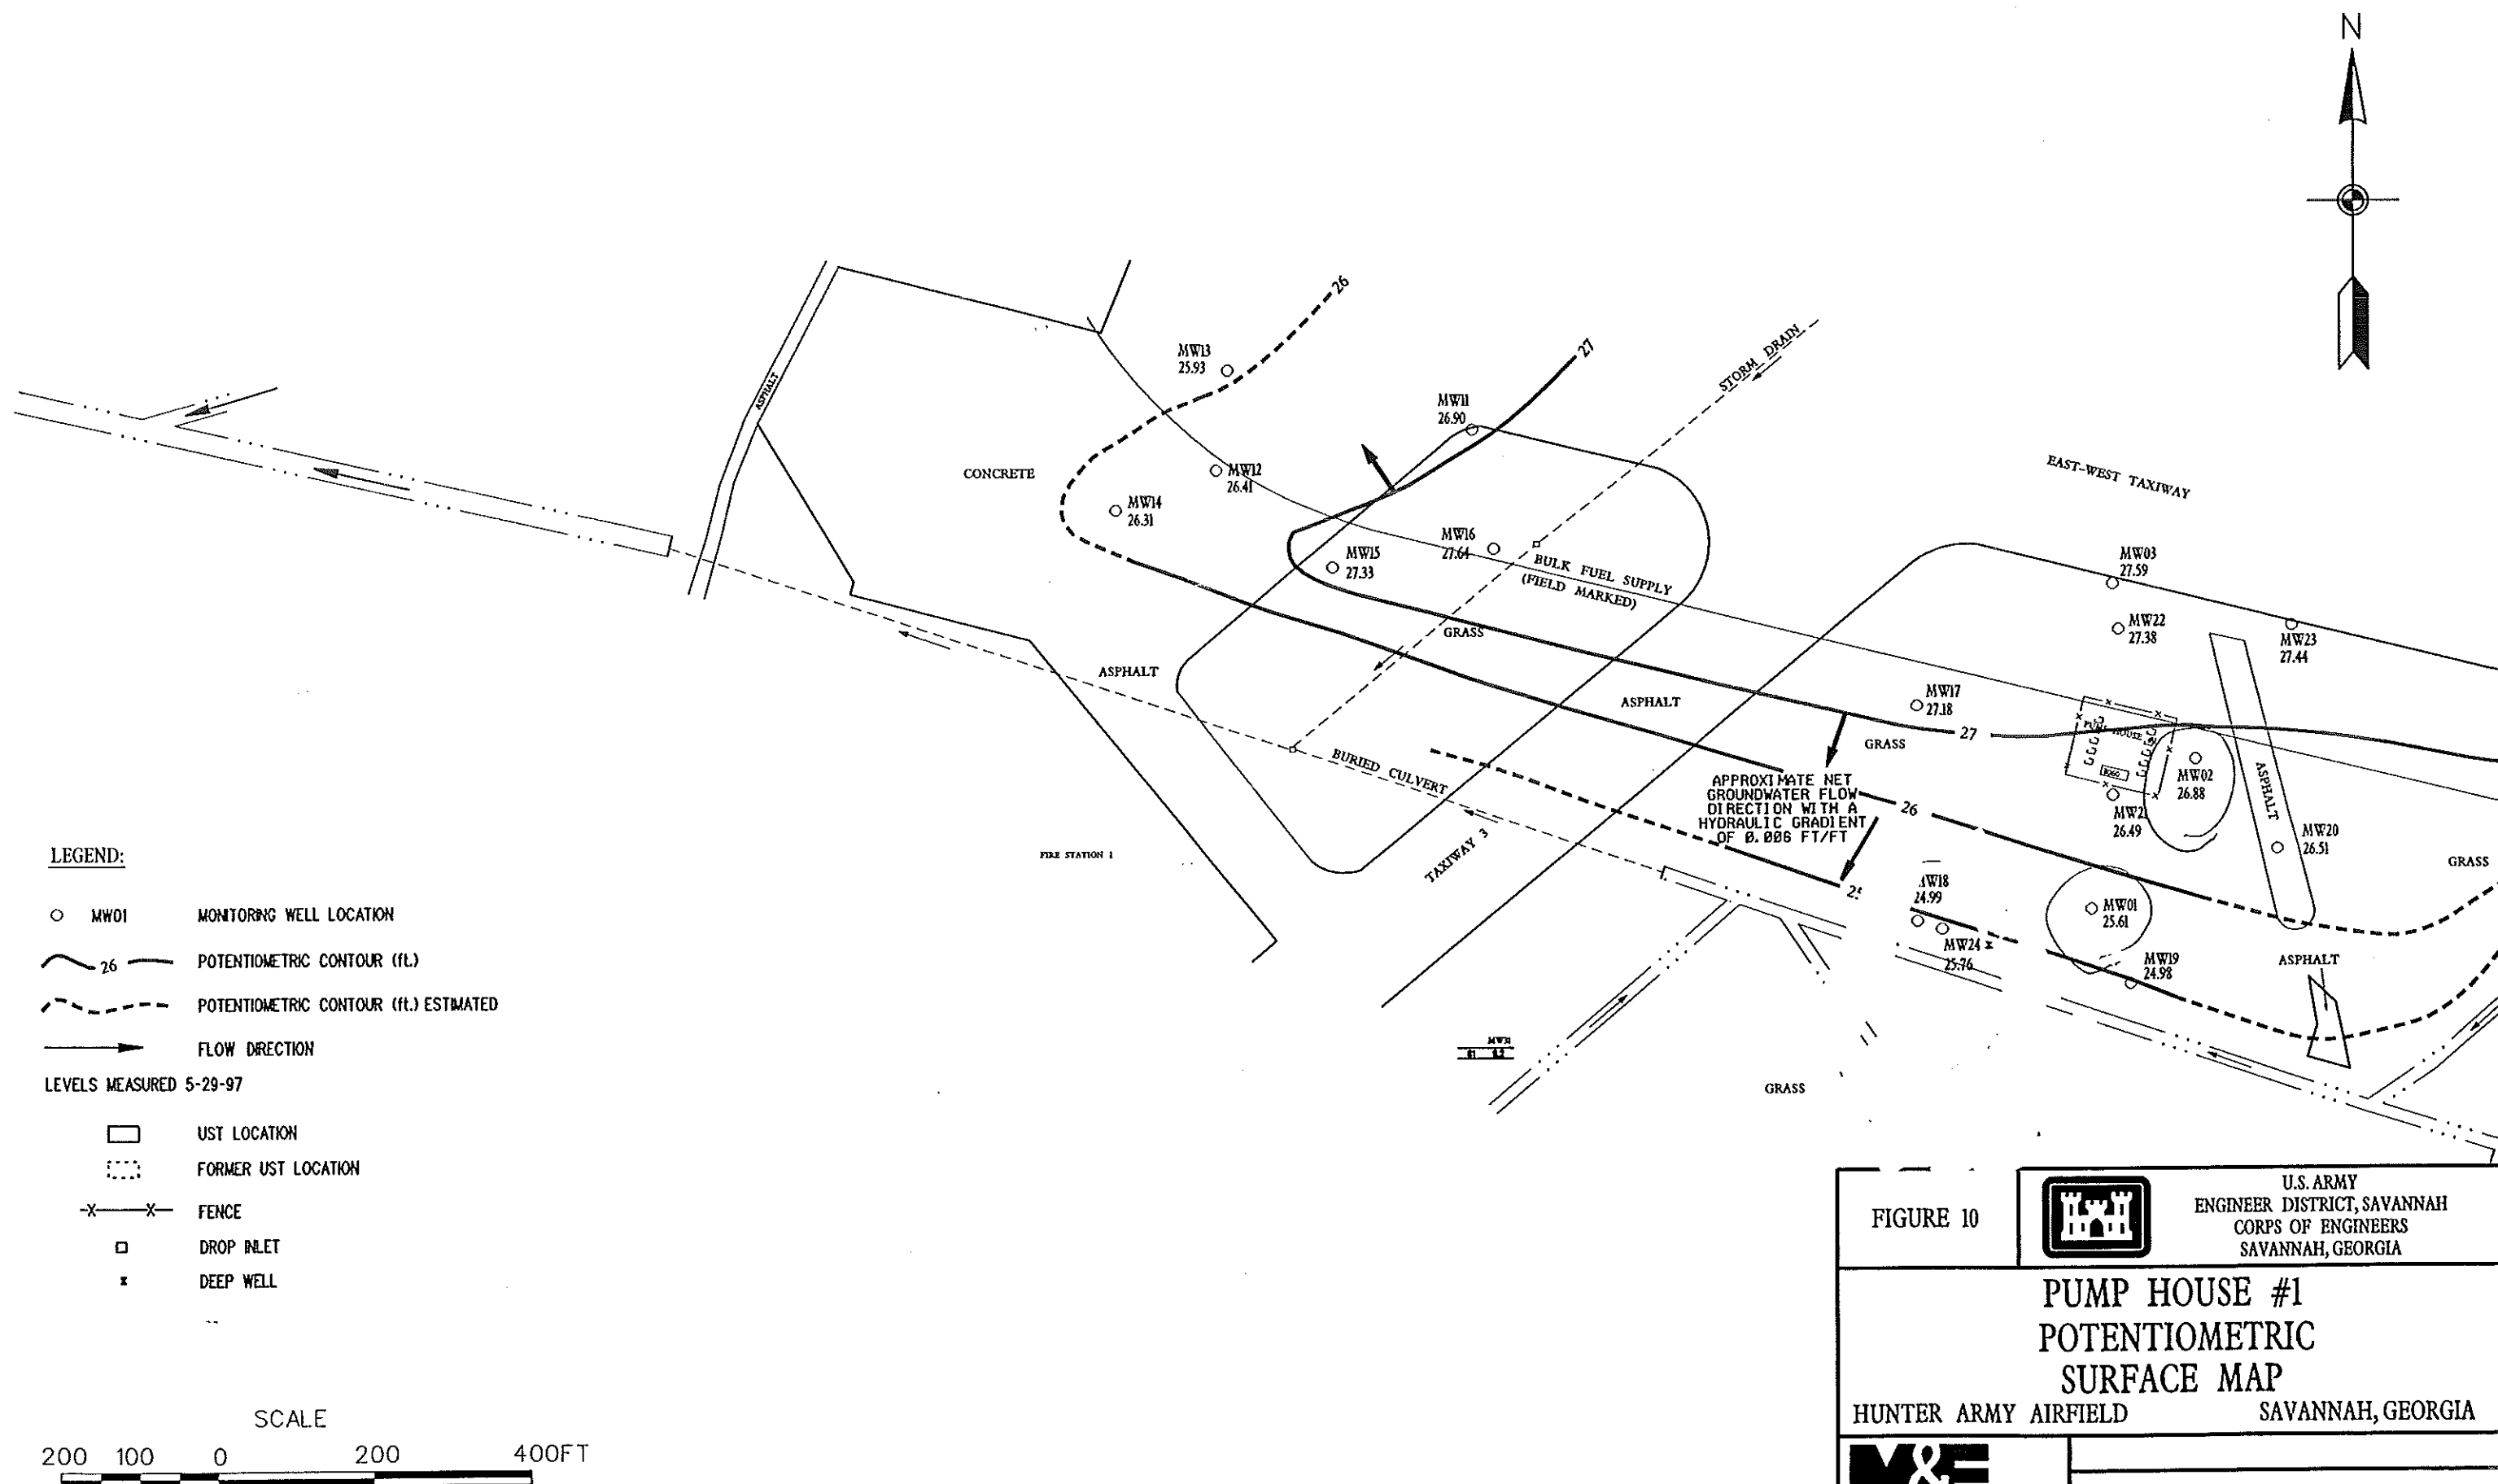 N
26
27
STORM DRAIN
MW13
25.93
MW11
26.90
ASPHALT
EAST-WEST TAXIWAY
CONCRETE
MW12
26.41
MW14
26.31
MW16
27.64
MW15
27.33
BULK FUEL SUPPLY
(FIELD MARKED)
MW03
27.59
MW22
27.38
MW23
27.44
GRASS
ASPHALT
ASPHALT
MW17
27.18
27
GRASS
HOUSE
MW02
26.88
ASPHALT
BURIED CULVERT
APPROXIMATE NET
GROUNDWATER FLOW
DIRECTION WITH A
HYDRAULIC GRADIENT
OF 0.006 FT/FT
26
26.49
MW20
26.51
GRASS
TAXIWAY 3
FIRE STATION 1
24.99
MW01
25.61
MW24
25.76
MW19
24.98
ASPHALT
GRASS
LEGEND:
MW01 MONITORING WELL LOCATION
26 POTENTIOMETRIC CONTOUR (ft.)
POTENTIOMETRIC CONTOUR (ft.) ESTIMATED
FLOW DIRECTION
LEVELS MEASURED 5-29-97
UST LOCATION
FORMER UST LOCATION
-X-X- FENCE
DROP INLET
DEEP WELL
SCALE
200 100 0 200 400FT
FIGURE 10
U.S. ARMY
ENGINEER DISTRICT, SAVANNAH
CORPS OF ENGINEERS
SAVANNAH, GEORGIA
PUMP HOUSE #1
POTENTIOMETRIC
SURFACE MAP
HUNTER ARMY AIRFIELD SAVANNAH, GEORGIA
M&E